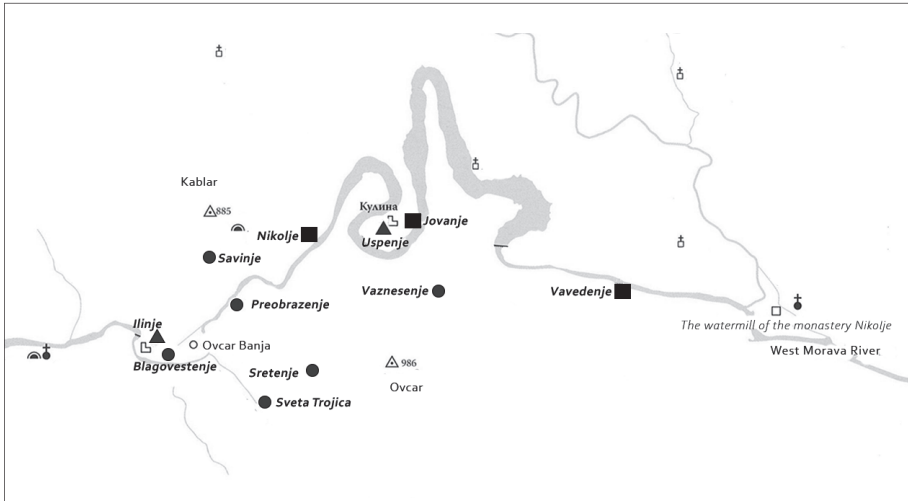 Kablar
885
Кулина
Nikolje
Jovanje
Uspenje
Savinje
Preobrazenje
Vaznesenje
Vavedenje
Ilinje
The watermill of the monastery Nikolje
Ovcar Banja
West Morava River
Blagovestenje
986
Sretenje
Ovcar
Sveta Trojica